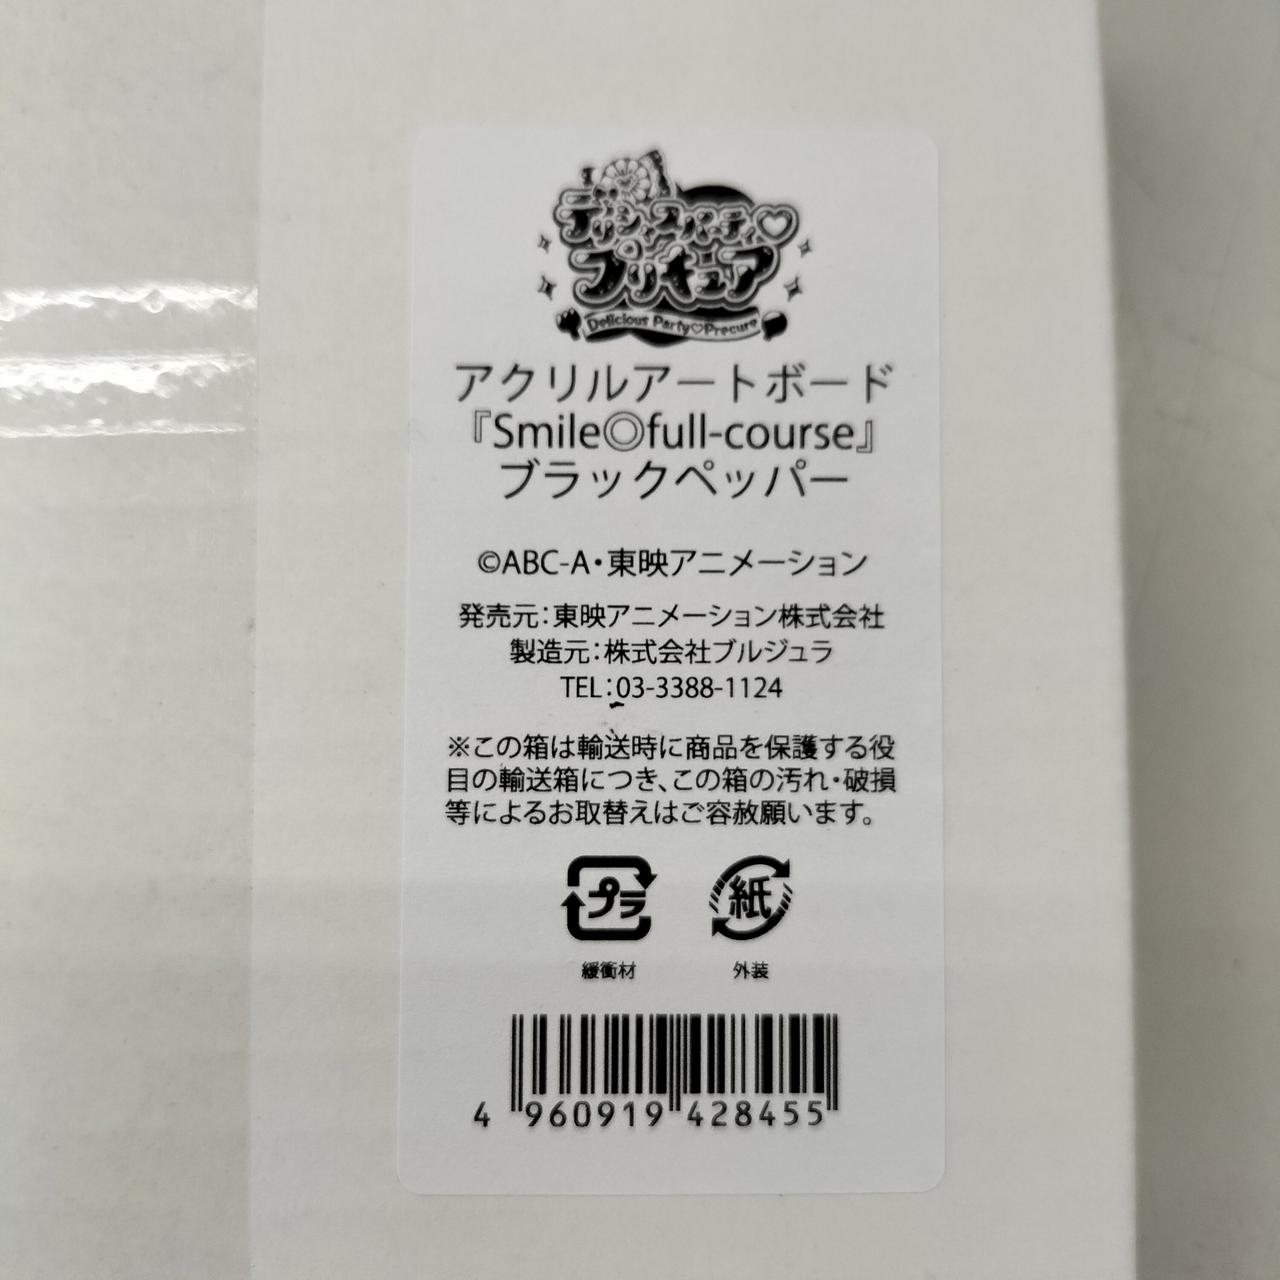 デリシャスパーティ♡
プリキュア
Delicious Party♡Precure
アクリルアートボード
『Smile◎full-course』
ブラックペッパー
©ABC-A・東映アニメーション
発売元：東映アニメーション株式会社
製造元：株式会社ブルジュラ
TEL：03-3388-1124
※この箱は輸送時に商品を保護する役
目の輸送箱につき、この箱の汚れ・破損
等によるお取替えはご容赦願います。
プラ 紙
緩衝材 外装
4 960919 428455